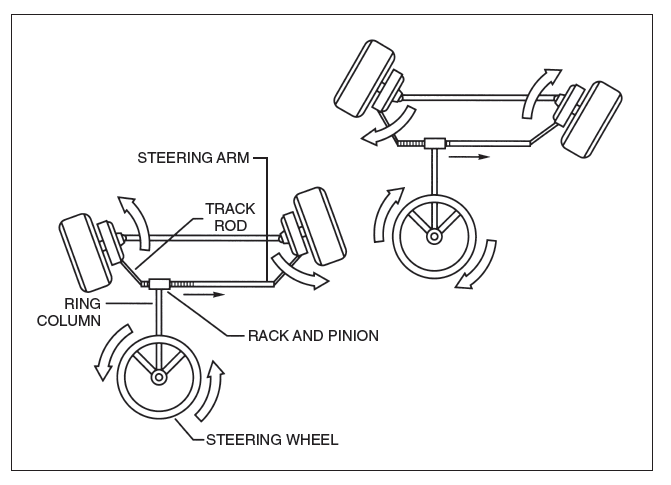 STEERING ARM
TRACK
ROD
RING
COLUMN
RACK AND PINION
STEERING WHEEL